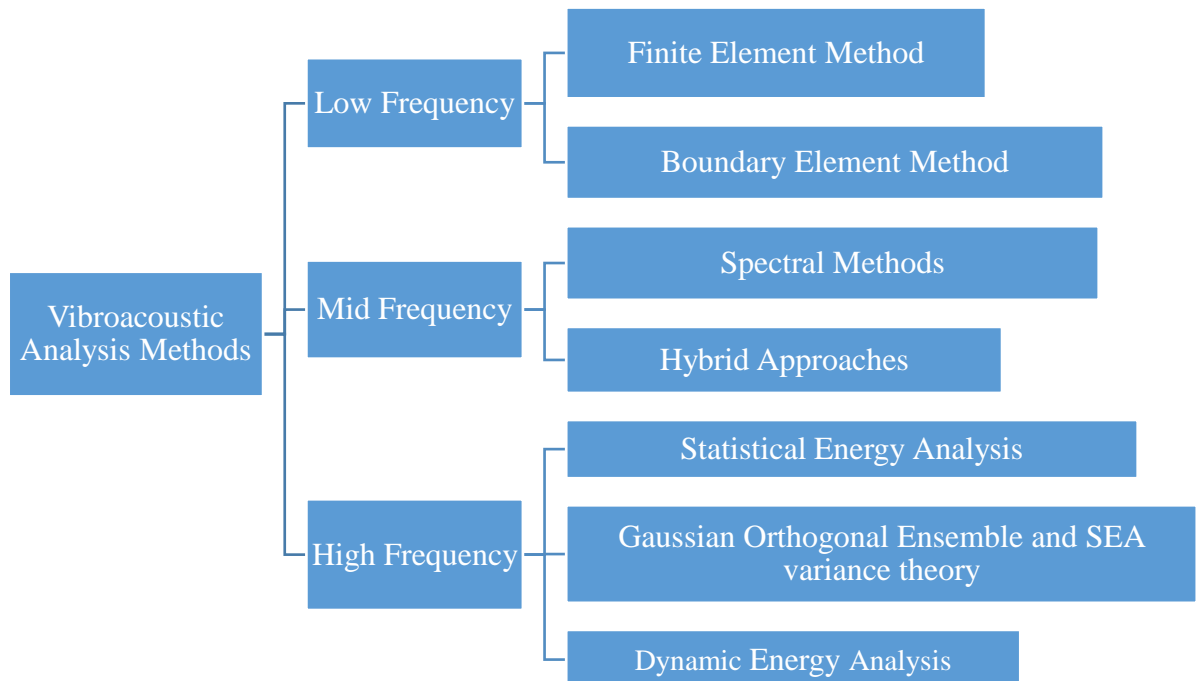 Vibroacoustic
Analysis Methods
Low Frequency
Finite Element Method
Boundary Element Method
Mid Frequency
Spectral Methods
Hybrid Approaches
High Frequency
Statistical Energy Analysis
Gaussian Orthogonal Ensemble and SEA
variance theory
Dynamic Energy Analysis